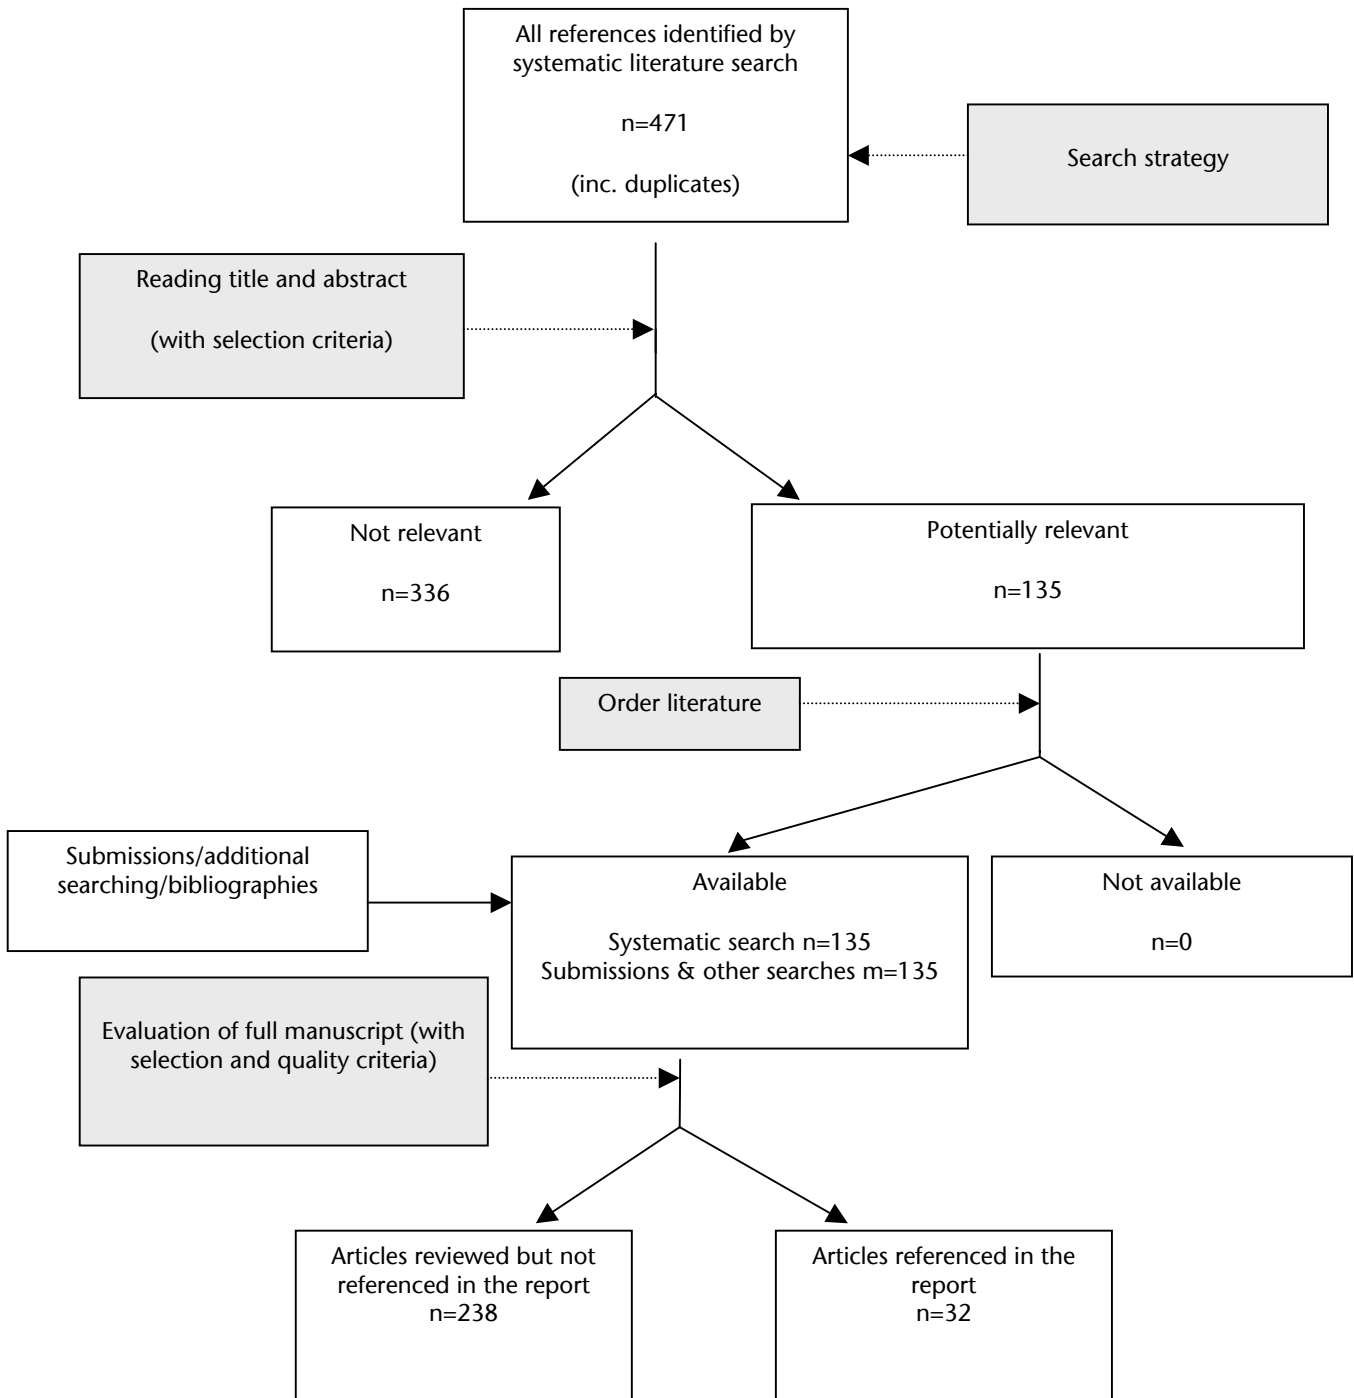 All references identified by
systematic literature search
n=471
(inc. duplicates)
Search strategy
Reading title and abstract
(with selection criteria)
Not relevant
n=336
Potentially relevant
n=135
Order literature
Submissions/additional
searching/bibliographies
Available
Systematic search n=135
Submissions & other searches m=135
Not available
n=0
Evaluation of full manuscript (with
selection and quality criteria)
Articles reviewed but not
referenced in the report
n=238
Articles referenced in the
report
n=32